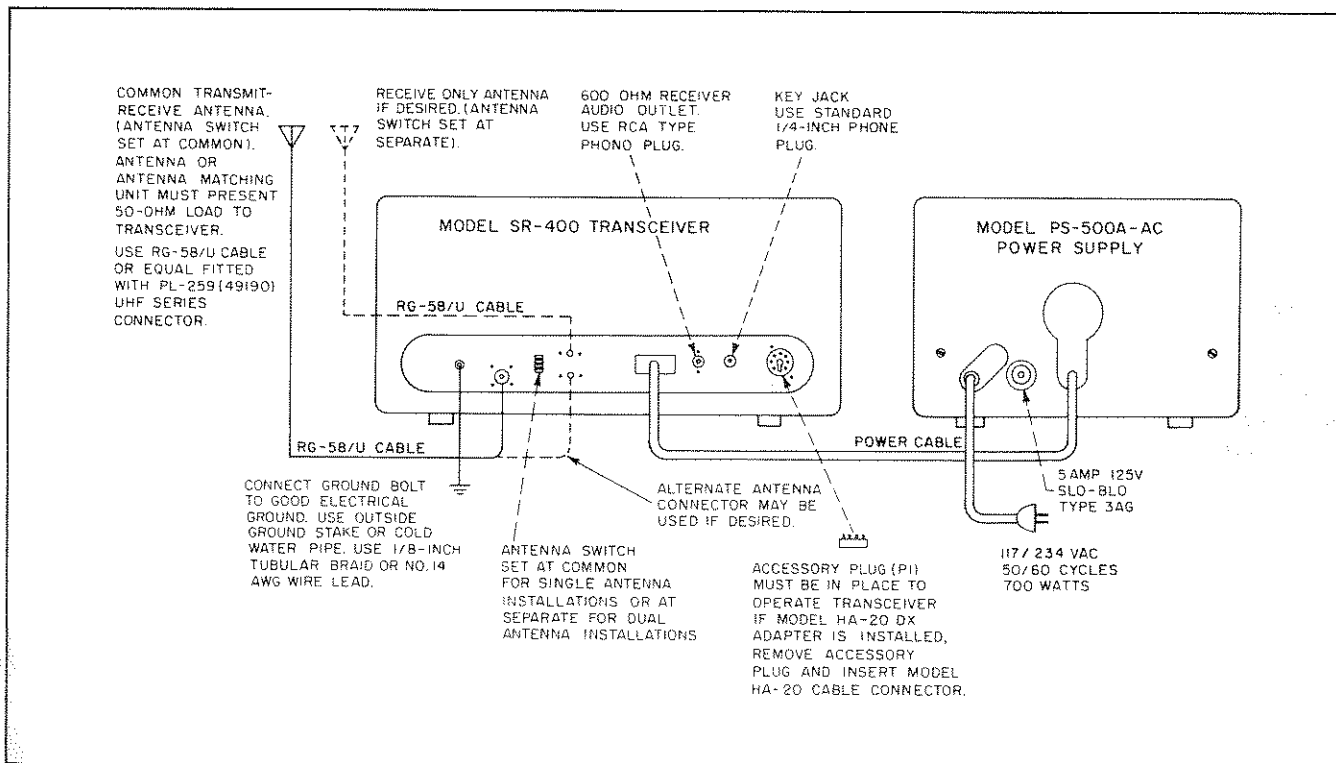 COMMON TRANSMIT-
RECEIVE ANTENNA.
(ANTENNA SWITCH
SET AT COMMON).
ANTENNA OR
ANTENNA MATCHING
UNIT MUST PRESENT
50-OHM LOAD TO
TRANSCEIVER.
USE RG-58/U CABLE
OR EQUAL FITTED
WITH PL-259(49190)
UHF SERIES
CONNECTOR.
RECEIVE ONLY ANTENNA
IF DESIRED.(ANTENNA
SWITCH SET AT
SEPARATE).
600 OHM RECEIVER
AUDIO OUTLET.
USE RCA TYPE
PHONO PLUG.
KEY JACK
USE STANDARD
1/4-INCH PHONE
PLUG.
MODEL SR-400 TRANSCEIVER
MODEL PS-500A-AC
POWER SUPPLY
RG-58/U CABLE
RG-58/U CABLE
POWER CABLE
CONNECT GROUND BOLT
TO GOOD ELECTRICAL
GROUND. USE OUTSIDE
GROUND STAKE OR COLD
WATER PIPE. USE 1/8-INCH
TUBULAR BRAID OR NO. 14
AWG WIRE LEAD.
ANTENNA SWITCH
SET AT COMMON
FOR SINGLE ANTENNA
INSTALLATIONS OR AT
SEPARATE FOR DUAL
ANTENNA INSTALLATIONS
ALTERNATE ANTENNA
CONNECTOR MAY BE
USED IF DESIRED.
ACCESSORY PLUG (P1)
MUST BE IN PLACE TO
OPERATE TRANSCEIVER
IF MODEL HA-20 DX
ADAPTER IS INSTALLED,
REMOVE ACCESSORY
PLUG AND INSERT MODEL
HA-20 CABLE CONNECTOR.
5 AMP 125V
SLO-BLO
TYPE 3AG
117/234 VAC
50/60 CYCLES
700 WATTS